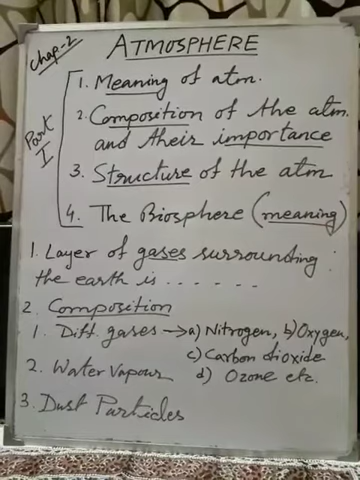 Chap-2
ATMOSPHERE
Part I
1. Meaning of atm.
2. Composition of the atm.
and their importance
3. Structure of the atm
4. The Biosphere (meaning)
1. Layer of gases surrounding
the earth is . . . . . .
2. Composition
1. Diff. gases → a) Nitrogen, b) Oxygen,
c) Carbon dioxide
2. Water Vapour d) Ozone etc.
3. Dust Particles